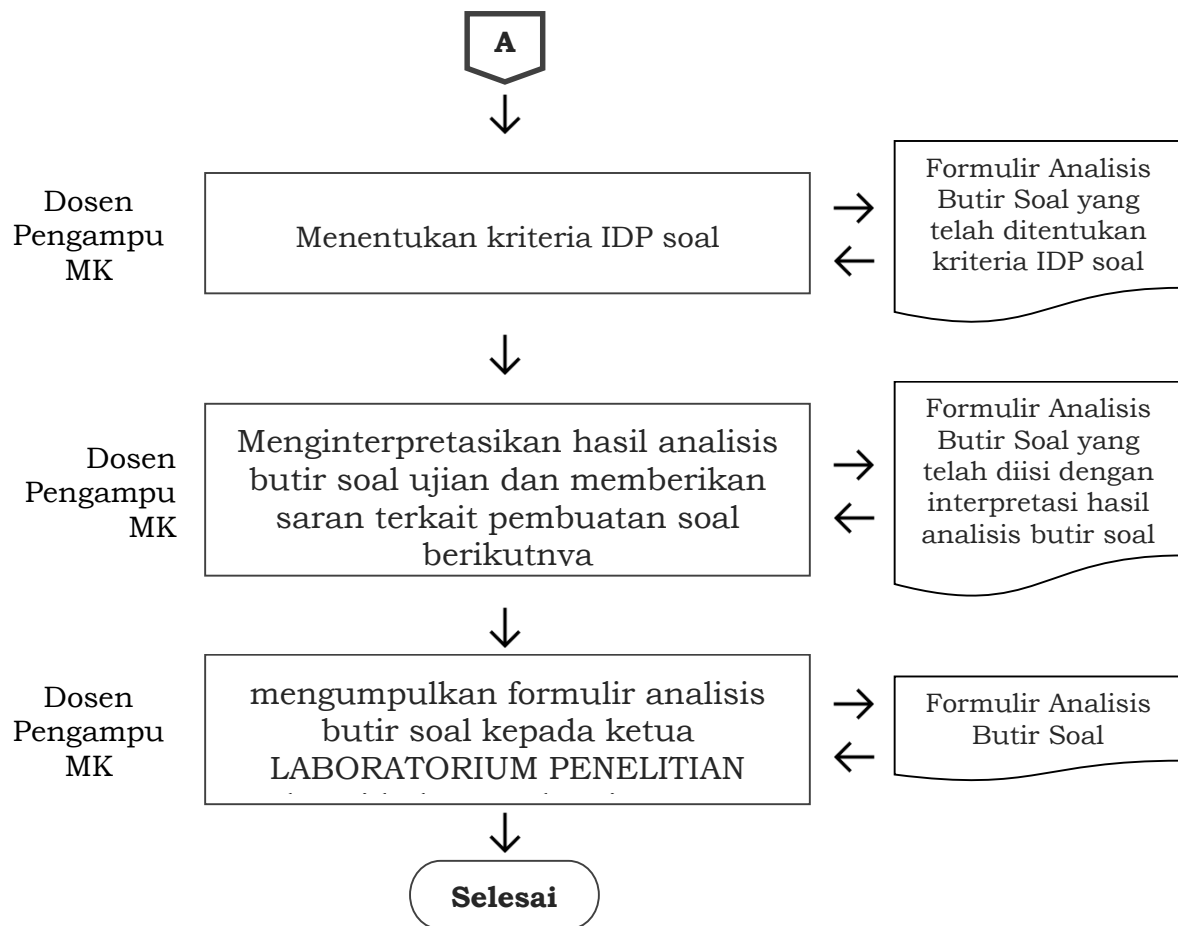 A
Dosen
Pengampu
MK
Menentukan kriteria IDP soal
Formulir Analisis
Butir Soal yang
telah ditentukan
kriteria IDP soal
Dosen
Pengampu
MK
Menginterpretasikan hasil analisis
butir soal ujian dan memberikan
saran terkait pembuatan soal
berikutnya
Formulir Analisis
Butir Soal yang
telah diisi dengan
interpretasi hasil
analisis butir soal
Dosen
Pengampu
MK
mengumpulkan formulir analisis
butir soal kepada ketua
LABORATORIUM PENELITIAN
Formulir Analisis
Butir Soal
Selesai